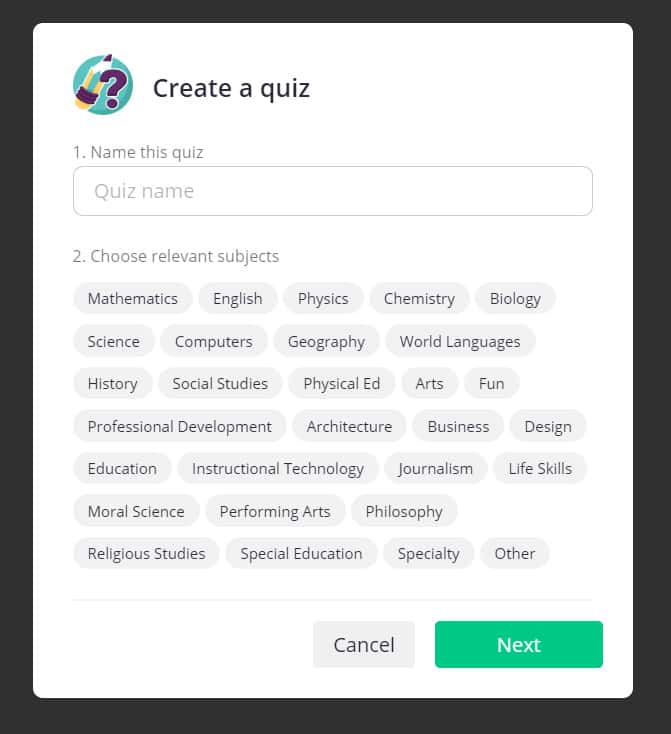 Create a quiz
1. Name this quiz
Quiz name
2. Choose relevant subjects
Mathematics English Physics Chemistry Biology
Science Computers Geography World Languages
History Social Studies Physical Ed Arts Fun
Professional Development Architecture Business Design
Education Instructional Technology Journalism Life Skills
Moral Science Performing Arts Philosophy
Religious Studies Special Education Specialty Other
Cancel Next